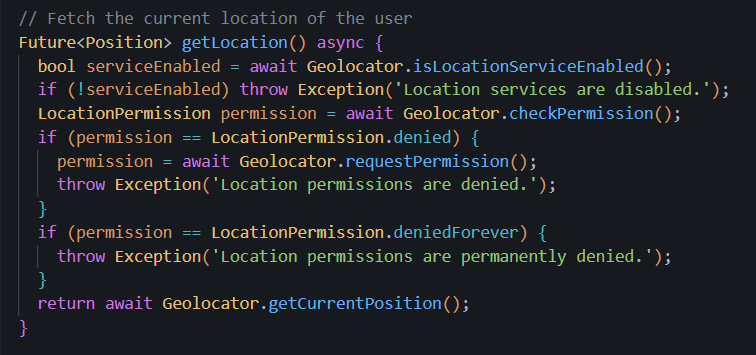 // Fetch the current location of the user
Future<Position> getLocation() async {
  bool serviceEnabled = await Geolocator.isLocationServiceEnabled();
  if (!serviceEnabled) throw Exception('Location services are disabled.');
  LocationPermission permission = await Geolocator.checkPermission();
  if (permission == LocationPermission.denied) {
    permission = await Geolocator.requestPermission();
    throw Exception('Location permissions are denied.');
  }
  if (permission == LocationPermission.deniedForever) {
    throw Exception('Location permissions are permanently denied.');
  }
  return await Geolocator.getCurrentPosition();
}